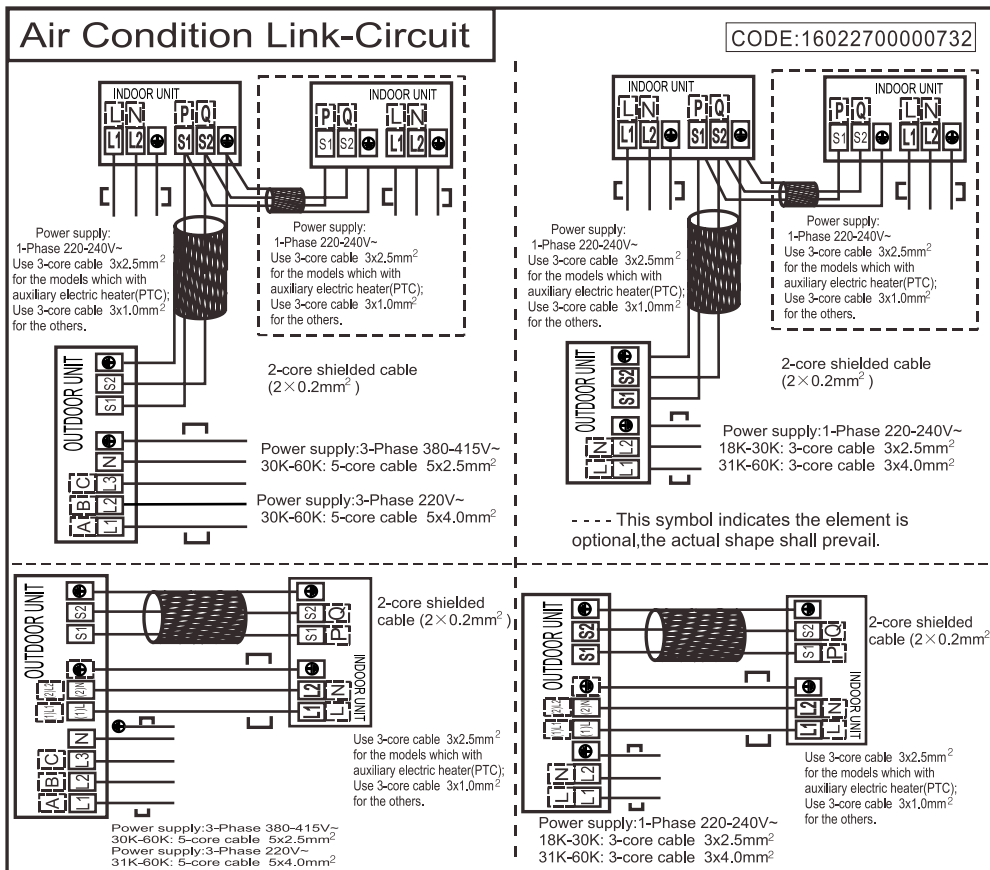 Air Condition Link-Circuit
CODE:16022700000732
INDOOR UNIT
L N P Q
L1 L2 S1 S2
INDOOR UNIT
P Q L N
S1 S2 L1 L2
Power supply:
1-Phase 220-240V~
Use 3-core cable 3x2.5mm²
for the models which with
auxiliary electric heater(PTC);
Use 3-core cable 3x1.0mm²
for the others.
Power supply:
1-Phase 220-240V~
Use 3-core cable 3x2.5mm²
for the models which with
auxiliary electric heater(PTC);
Use 3-core cable 3x1.0mm²
for the others.
OUTDOOR UNIT
S2
S1
N
C L3
B L2
A L1
2-core shielded cable
(2×0.2mm²)
Power supply:3-Phase 380-415V~
30K-60K: 5-core cable 5x2.5mm²
Power supply:3-Phase 220V~
30K-60K: 5-core cable 5x4.0mm²
INDOOR UNIT
L N P Q
L1 L2 S1 S2
INDOOR UNIT
P Q L N
S1 S2 L1 L2
Power supply:
1-Phase 220-240V~
Use 3-core cable 3x2.5mm²
for the models which with
auxiliary electric heater(PTC);
Use 3-core cable 3x1.0mm²
for the others.
Power supply:
1-Phase 220-240V~
Use 3-core cable 3x2.5mm²
for the models which with
auxiliary electric heater(PTC);
Use 3-core cable 3x1.0mm²
for the others.
OUTDOOR UNIT
S2
S1
N L2
L L1
2-core shielded cable
(2×0.2mm²)
Power supply:1-Phase 220-240V~
18K-30K: 3-core cable 3x2.5mm²
31K-60K: 3-core cable 3x4.0mm²
- - - - This symbol indicates the element is
optional,the actual shape shall prevail.
OUTDOOR UNIT
S2
S1
(2)L2 (2)N
(1)L1 (1)L
N
C L3
B L2
A L1
S2 Q
S1 P
L2 N
L1 L
INDOOR UNIT
2-core shielded
cable (2×0.2mm²)
Use 3-core cable 3x2.5mm²
for the models which with
auxiliary electric heater(PTC);
Use 3-core cable 3x1.0mm²
for the others.
Power supply:3-Phase 380-415V~
30K-60K: 5-core cable 5x2.5mm²
Power supply:3-Phase 220V~
31K-60K: 5-core cable 5x4.0mm²
OUTDOOR UNIT
S2
S1
(2)L2 (2)N
(1)L1 (1)L
N L2
L L1
S2 Q
S1 P
L2 N
L1 L
INDOOR UNIT
2-core shielded
cable (2×0.2mm²
Use 3-core cable 3x2.5mm²
for the models which with
auxiliary electric heater(PTC);
Use 3-core cable 3x1.0mm²
for the others.
Power supply:1-Phase 220-240V~
18K-30K: 3-core cable 3x2.5mm²
31K-60K: 3-core cable 3x4.0mm²